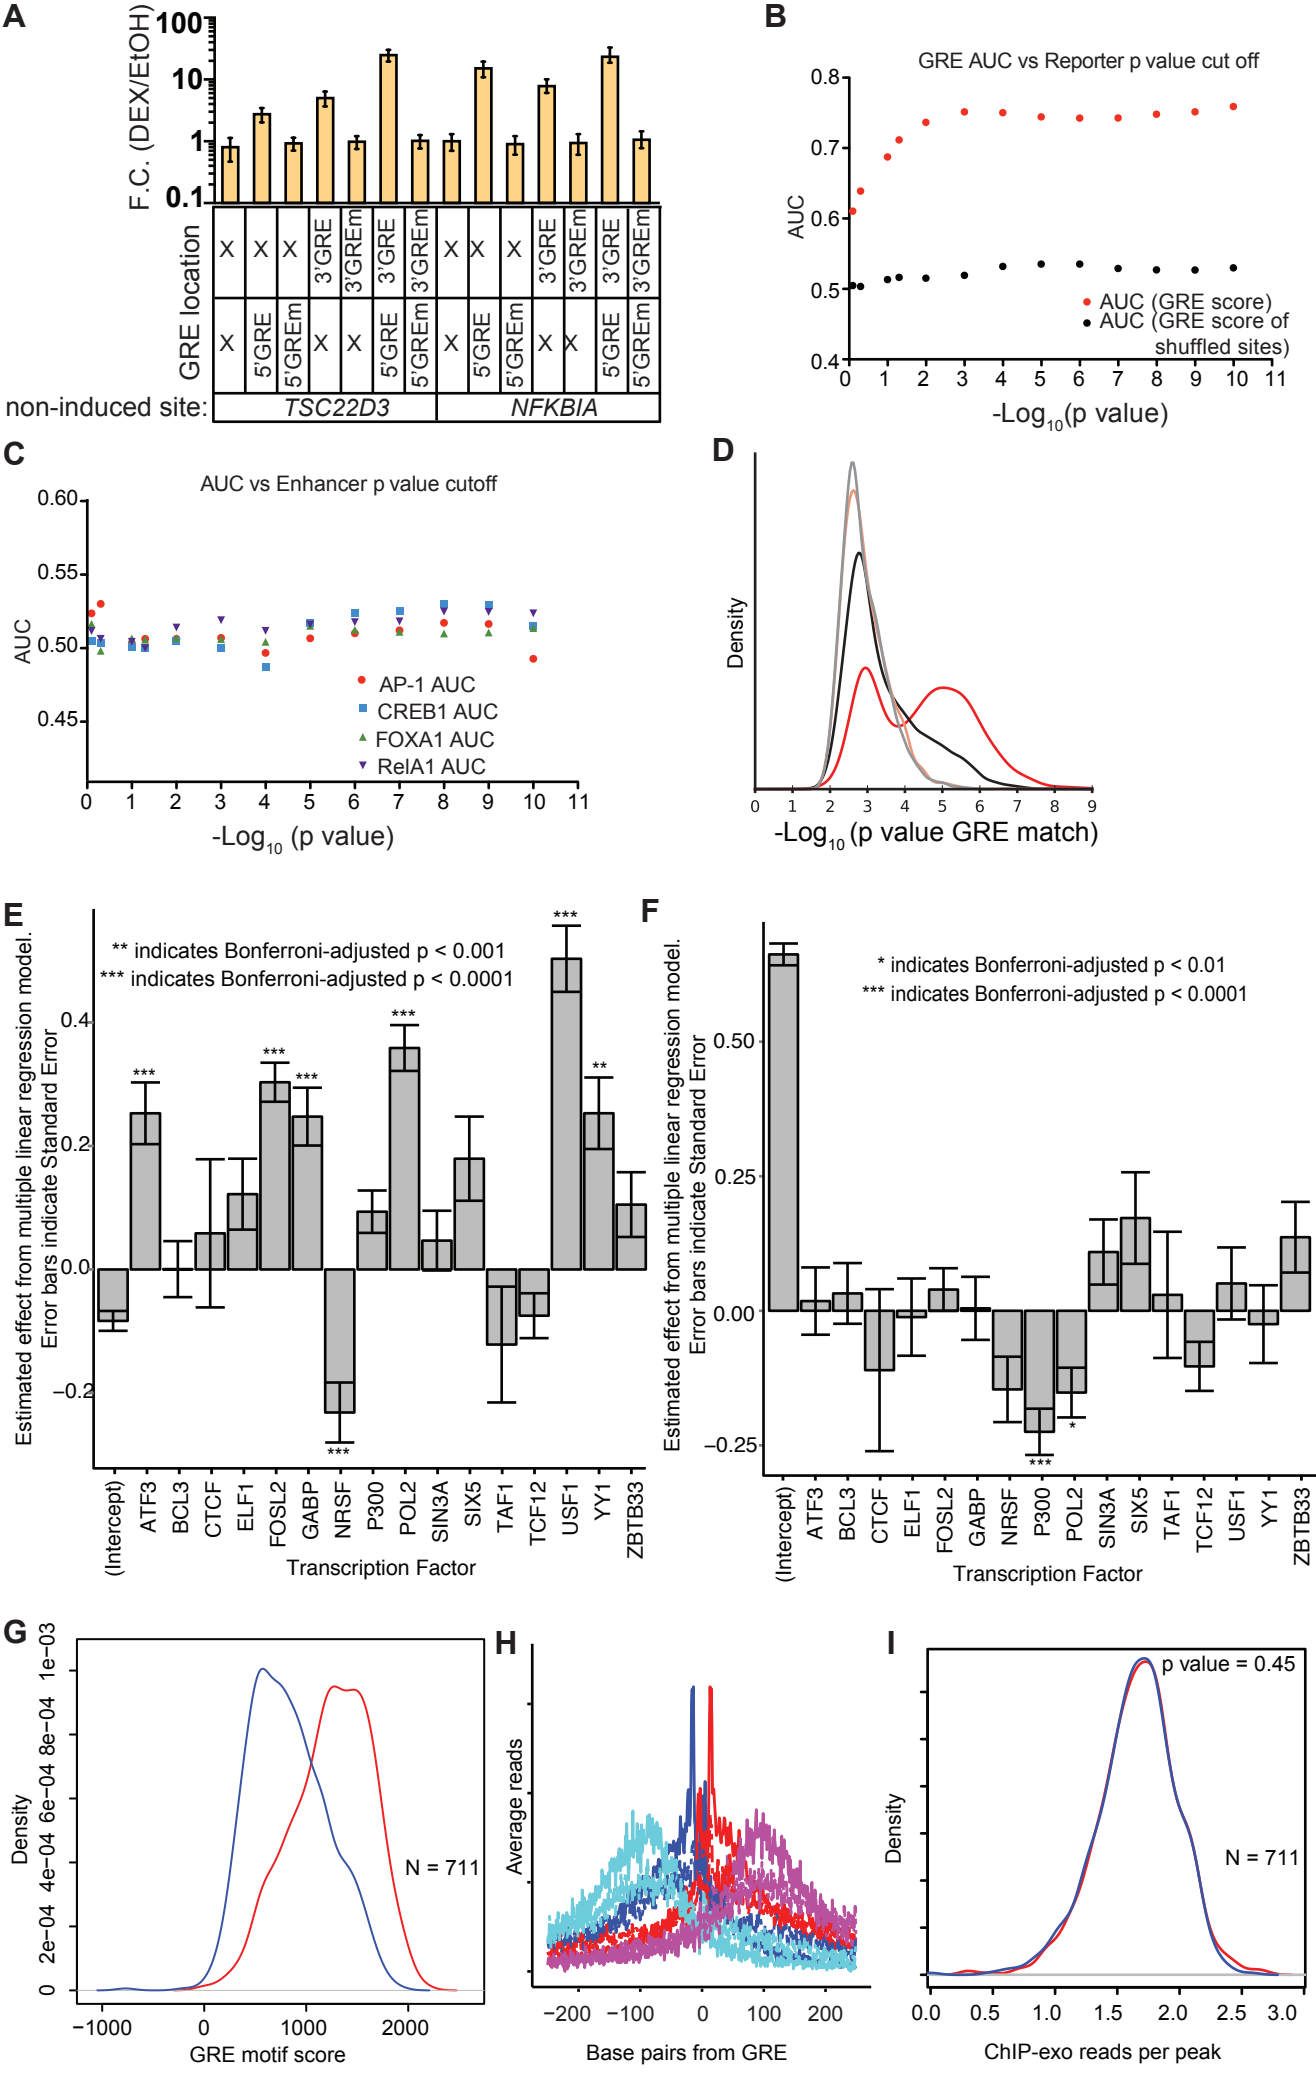 A
F.C. (DEX/EtOH)
100
10
1
0.1
GRE location
X X X 3'GRE 3'GREm 3'GRE 3'GREm X X X 3'GRE 3'GREm 3'GRE 3'GREm
X 5'GRE 5'GREm X X 5'GRE 5'GREm X 5'GRE 5'GREm X X 5'GRE 5'GREm
non-induced site: TSC22D3 NFKBIA
B
GRE AUC vs Reporter p value cut off
AUC
0.8
0.7
0.6
0.5
0.4
AUC (GRE score)
AUC (GRE score of
shuffled sites)
0 1 2 3 4 5 6 7 8 9 10 11
-Log10(p value)
C
AUC vs Enhancer p value cutoff
AUC
0.60
0.55
0.50
0.45
AP-1 AUC
CREB1 AUC
FOXA1 AUC
RelA1 AUC
0 1 2 3 4 5 6 7 8 9 10 11
-Log10 (p value)
D
Density
0 1 2 3 4 5 6 7 8 9
-Log10 (p value GRE match)
E
Estimated effect from multiple linear regression model.
Error bars indicate Standard Error
** indicates Bonferroni-adjusted p < 0.001
*** indicates Bonferroni-adjusted p < 0.0001
0.4
0.2
0.0
−0.2
*** *** *** *** *** *** **
(Intercept) ATF3 BCL3 CTCF ELF1 FOSL2 GABP NRSF P300 POL2 SIN3A SIX5 TAF1 TCF12 USF1 YY1 ZBTB33
Transcription Factor
F
Estimated effect from multiple linear regression model.
Error bars indicate Standard Error
* indicates Bonferroni-adjusted p < 0.01
*** indicates Bonferroni-adjusted p < 0.0001
0.50
0.25
0.00
−0.25
*** *
(Intercept) ATF3 BCL3 CTCF ELF1 FOSL2 GABP NRSF P300 POL2 SIN3A SIX5 TAF1 TCF12 USF1 YY1 ZBTB33
Transcription Factor
G
Density
0 2e-04 4e-04 6e-04 8e-04 1e-03
N = 711
−1000 0 1000 2000
GRE motif score
H
Average reads
−200 −100 0 100 200
Base pairs from GRE
I
Density
p value = 0.45
N = 711
0.0 0.5 1.0 1.5 2.0 2.5 3.0
ChIP-exo reads per peak